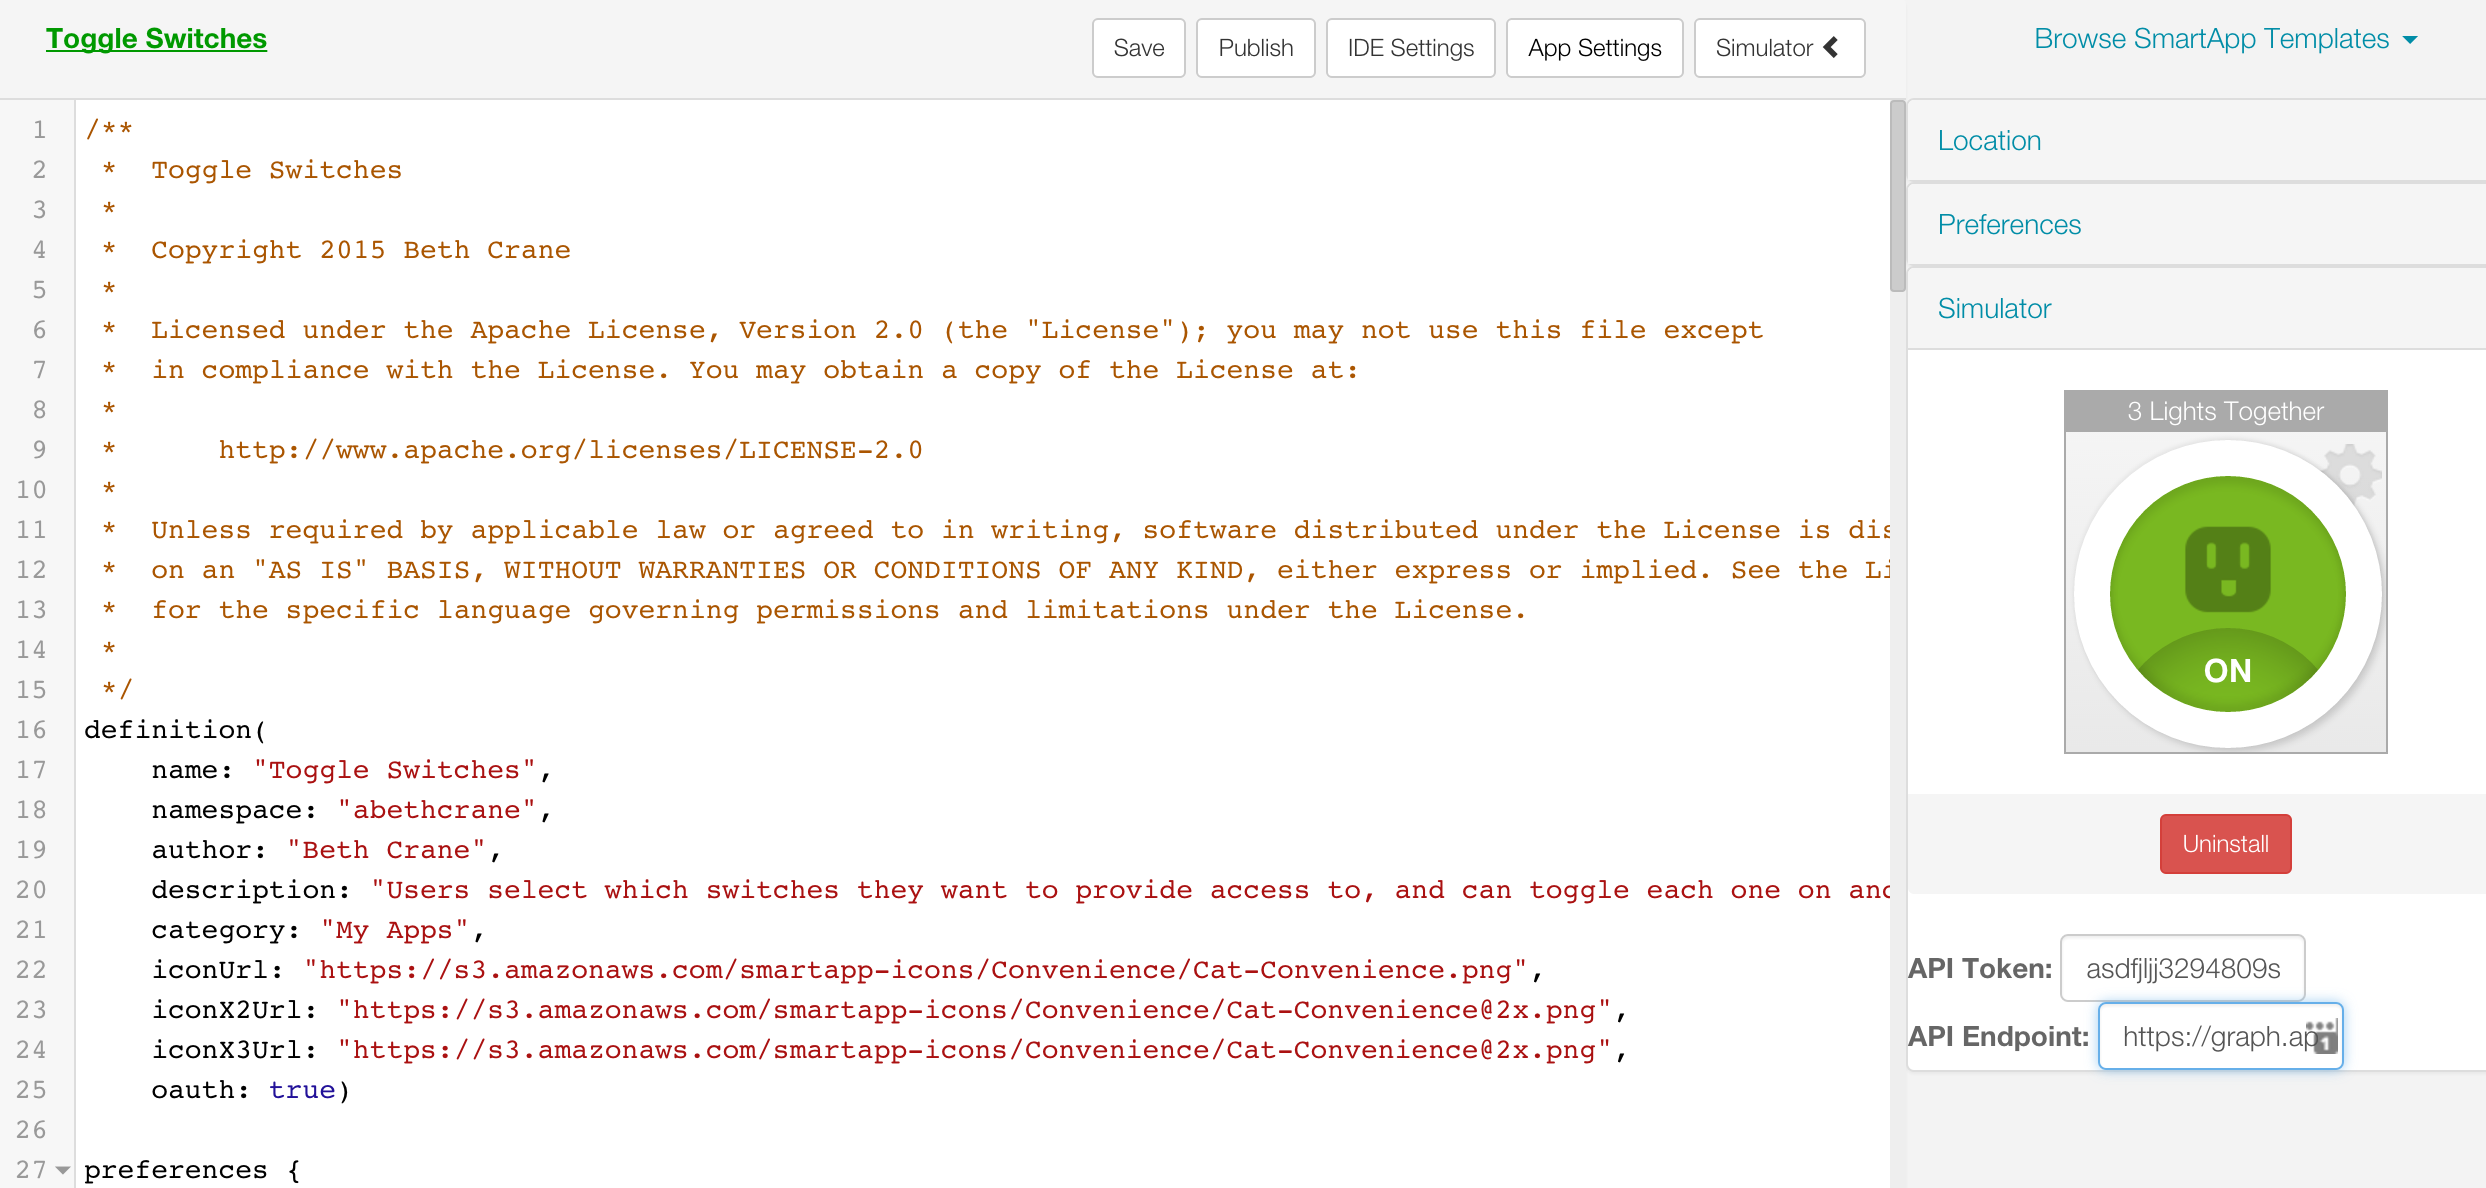 Toggle Switches
Save
Publish
IDE Settings
App Settings
Simulator
Browse SmartApp Templates
1 /**
2 *  Toggle Switches
3 *
4 *  Copyright 2015 Beth Crane
5 *
6 *  Licensed under the Apache License, Version 2.0 (the "License"); you may not use this file except
7 *  in compliance with the License. You may obtain a copy of the License at:
8 *
9 *      http://www.apache.org/licenses/LICENSE-2.0
10 *
11 *  Unless required by applicable law or agreed to in writing, software distributed under the License is dis
12 *  on an "AS IS" BASIS, WITHOUT WARRANTIES OR CONDITIONS OF ANY KIND, either express or implied. See the Li
13 *  for the specific language governing permissions and limitations under the License.
14 *
15 */
16 definition(
17     name: "Toggle Switches",
18     namespace: "abethcrane",
19     author: "Beth Crane",
20     description: "Users select which switches they want to provide access to, and can toggle each one on and
21     category: "My Apps",
22     iconUrl: "https://s3.amazonaws.com/smartapp-icons/Convenience/Cat-Convenience.png",
23     iconX2Url: "https://s3.amazonaws.com/smartapp-icons/Convenience/Cat-Convenience@2x.png",
24     iconX3Url: "https://s3.amazonaws.com/smartapp-icons/Convenience/Cat-Convenience@2x.png",
25     oauth: true)
26
27 preferences {
Location
Preferences
Simulator
3 Lights Together
ON
Uninstall
API Token: asdfjljj3294809s
API Endpoint: https://graph.ap
1